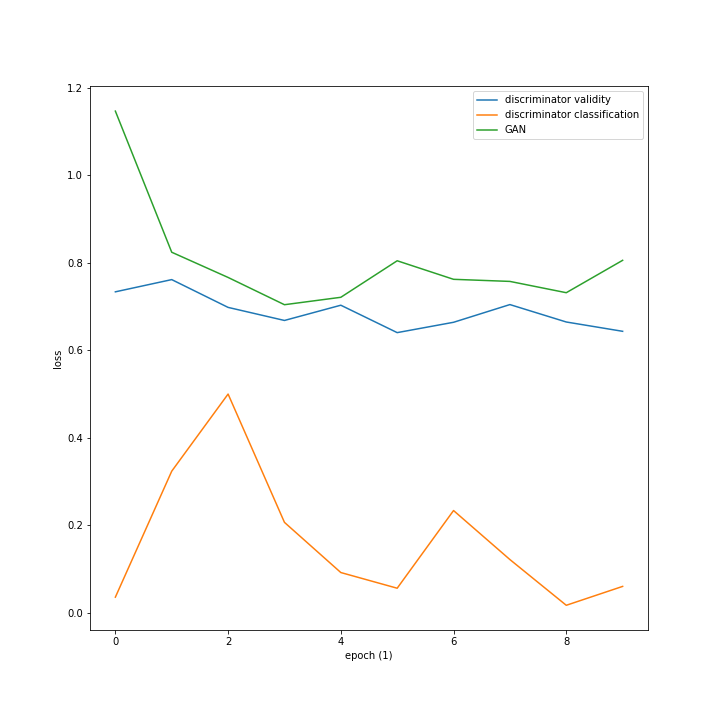 discriminator validity
discriminator classification
GAN
1.2
1.0
0.8
0.6
0.4
0.2
0.0
loss
0 2 4 6 8
epoch (1)